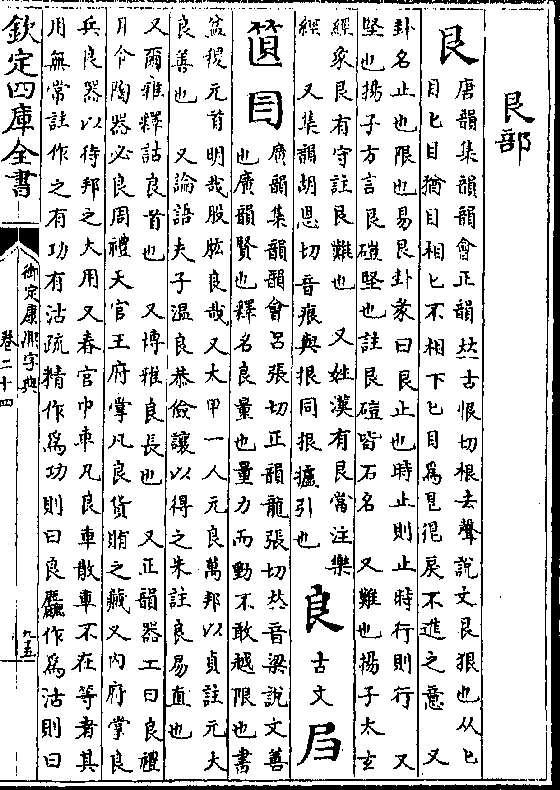 艮部
艮
唐韻集韻韻會正韻𠀤古恨切根去聲說文艮狠也从匕
目匕目猶目相匕不相下匕目為𥃩𥃩戾不進之意　又
卦名止也限也易艮卦彖曰艮止也時止則止時行則行　又
堅也揚子方言艮磑堅也註艮磑皆石名　又難也揚子太玄
經象艮有守註艮難也　又姓漢有艮當注樂
經　又集韻胡恩切音痕與拫同拫攎引也
良
古文
𥫫𥃲𡆨
廣韻集韻韻會呂張切正韻龍張切𠀤音梁說文善
也廣韻賢也釋名良量也量力而動不敢越限也書
益稷元首明哉股肱良哉又太甲一人元良萬邦以貞註元大
良善也　又論語夫子溫良恭儉讓以得之朱註良易直也
又爾雅釋詁良首也　又博雅良長也　又正韻器工曰良禮
月令陶器必良周禮天官玉府掌凡良貨賄之藏又內府掌良
兵良器以待邦之大用又春官巾車凡良車散車不在等者其
用無常註作之有功有沽疏精作為功則曰良麤作為沽則曰
欽定四庫全書
御定康熙字典
卷二十四
九五